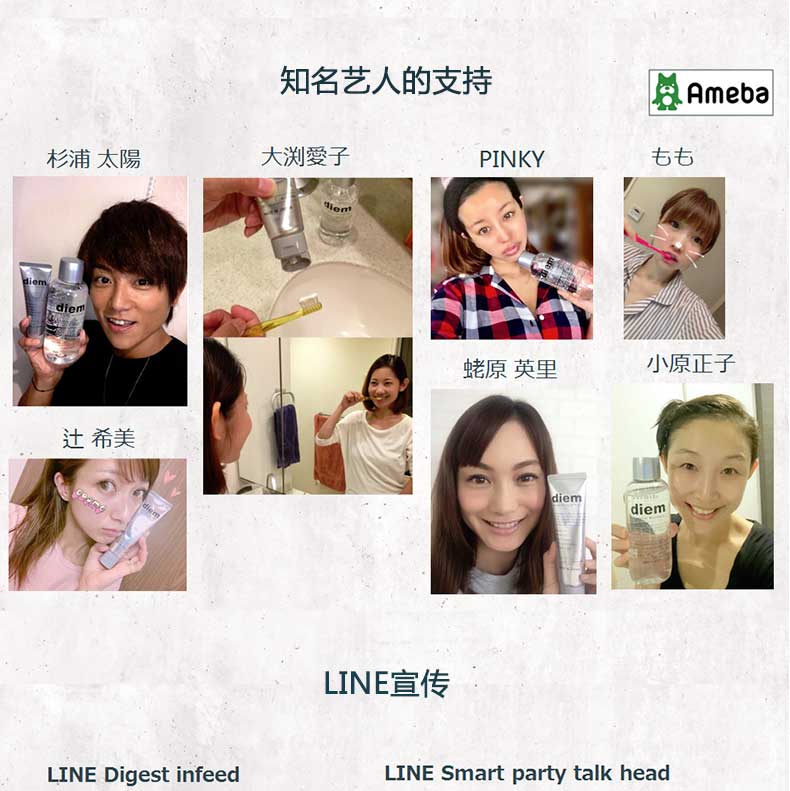 知名艺人的支持
Ameba
杉浦 太陽
大渕愛子
PINKY
もも
diem
diem
diem
diem
蛯原 英里
小原正子
辻 希美
diem
diem
diem
LINE宣传
LINE Digest infeed
LINE Smart party talk head